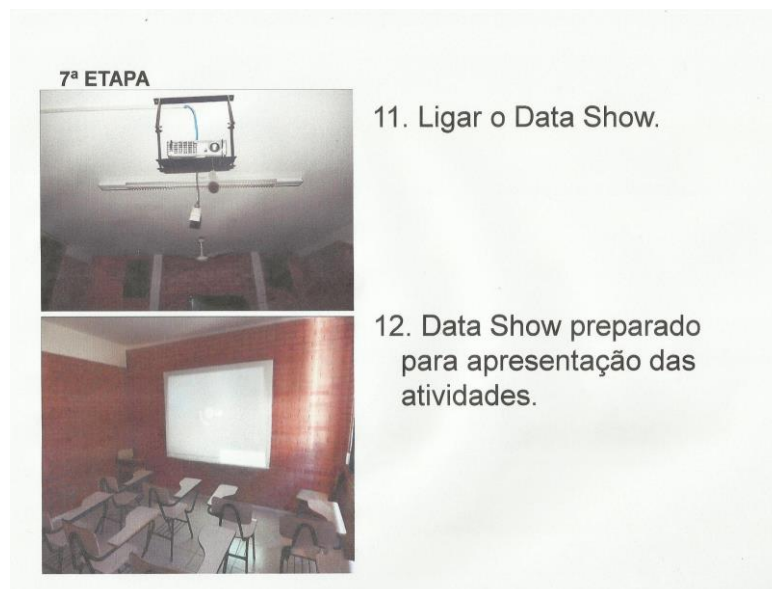 7ª ETAPA
11. Ligar o Data Show.
12. Data Show preparado
para apresentação das
atividades.